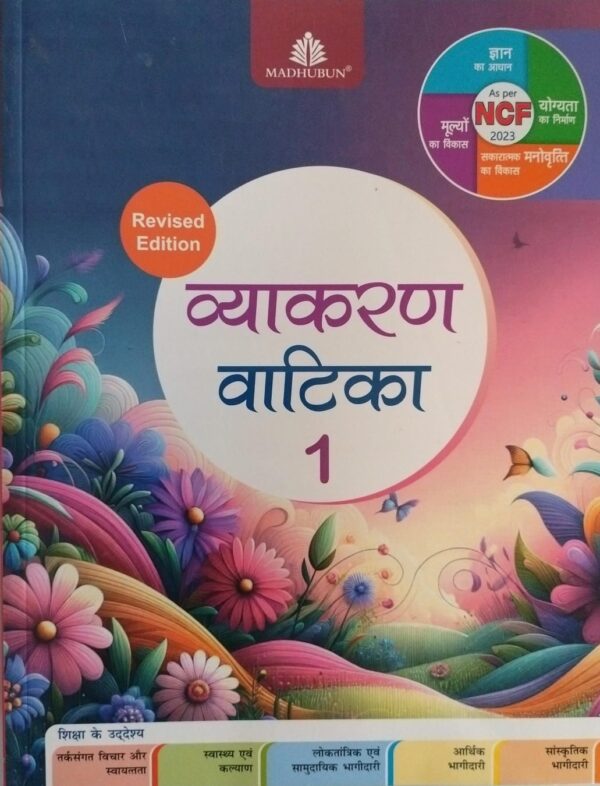 MADHUBUN®
ज्ञान
का आधान
As per
NCF
2023
योग्यता
का निर्माण
मूल्यों
का विकास
सकारात्मक मनोवृत्ति
का विकास
Revised
Edition
व्याकरण
वाटिका
1
शिक्षा के उद्देश्य
तर्कसंगत विचार और
स्वायत्तता
स्वास्थ्य एवं
कल्याण
लोकतांत्रिक एवं
सामुदायिक भागीदारी
आर्थिक
भागीदारी
सांस्कृतिक
भागीदारी